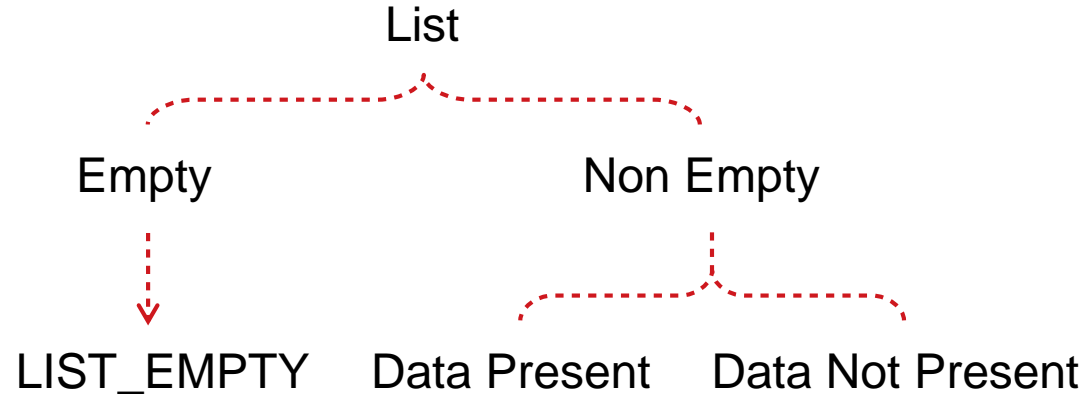 List
Empty
Non Empty
LIST_EMPTY
Data Present
Data Not Present